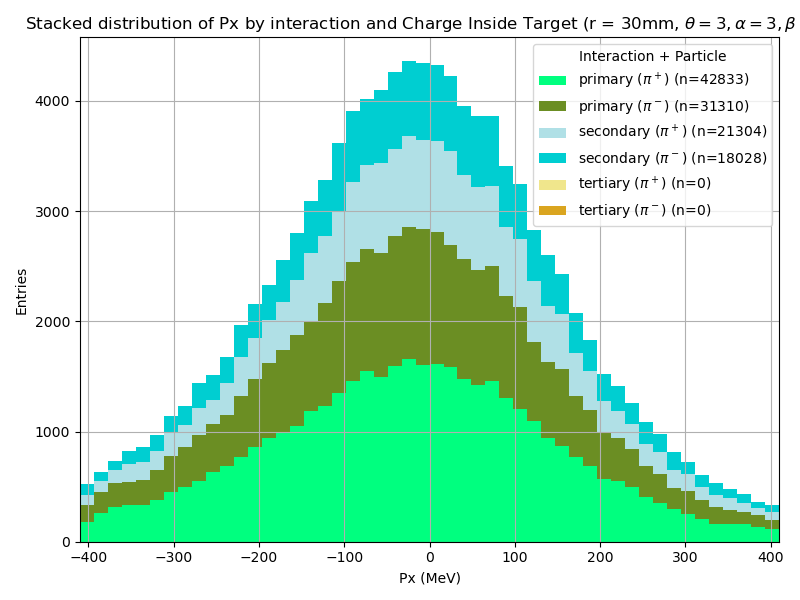 Stacked distribution of Px by interaction and Charge Inside Target (r = 30mm, θ = 3, α = 3, β
Interaction + Particle
primary (π⁺) (n=42833)
primary (π⁻) (n=31310)
secondary (π⁺) (n=21304)
secondary (π⁻) (n=18028)
tertiary (π⁺) (n=0)
tertiary (π⁻) (n=0)
Entries
4000
3000
2000
1000
0
−400 −300 −200 −100 0 100 200 300 400
Px (MeV)